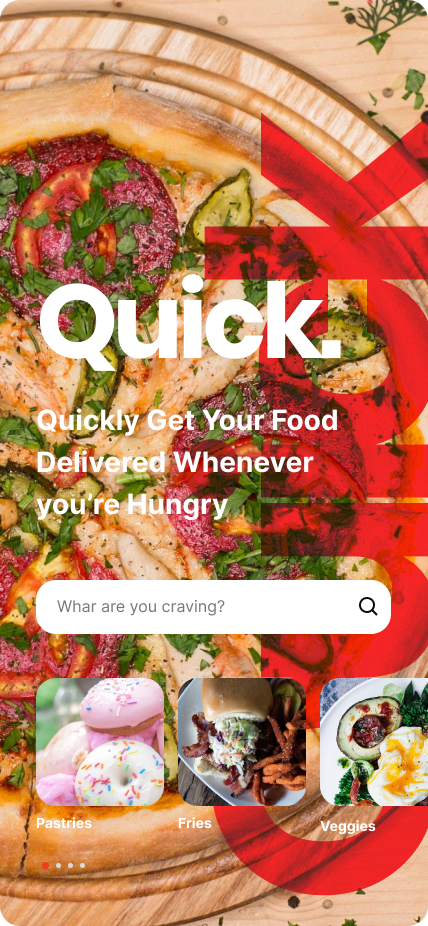 Quick.
Quickly Get Your Food
Delivered Whenever
you're Hungry
Whar are you craving?
Pastries
Fries
Veggies